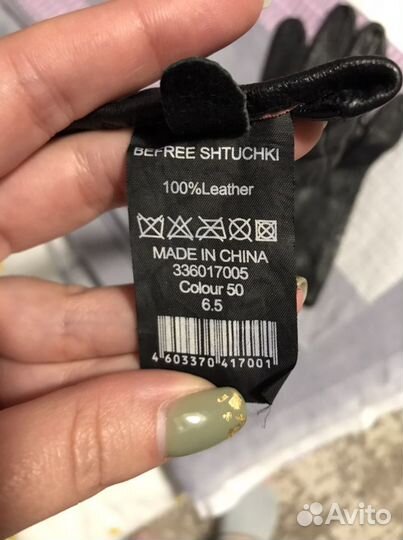 BEFREE SHTUCHKI
100%Leather
MADE IN CHINA
336017005
Colour 50
6.5
4 603370 417001
Avito